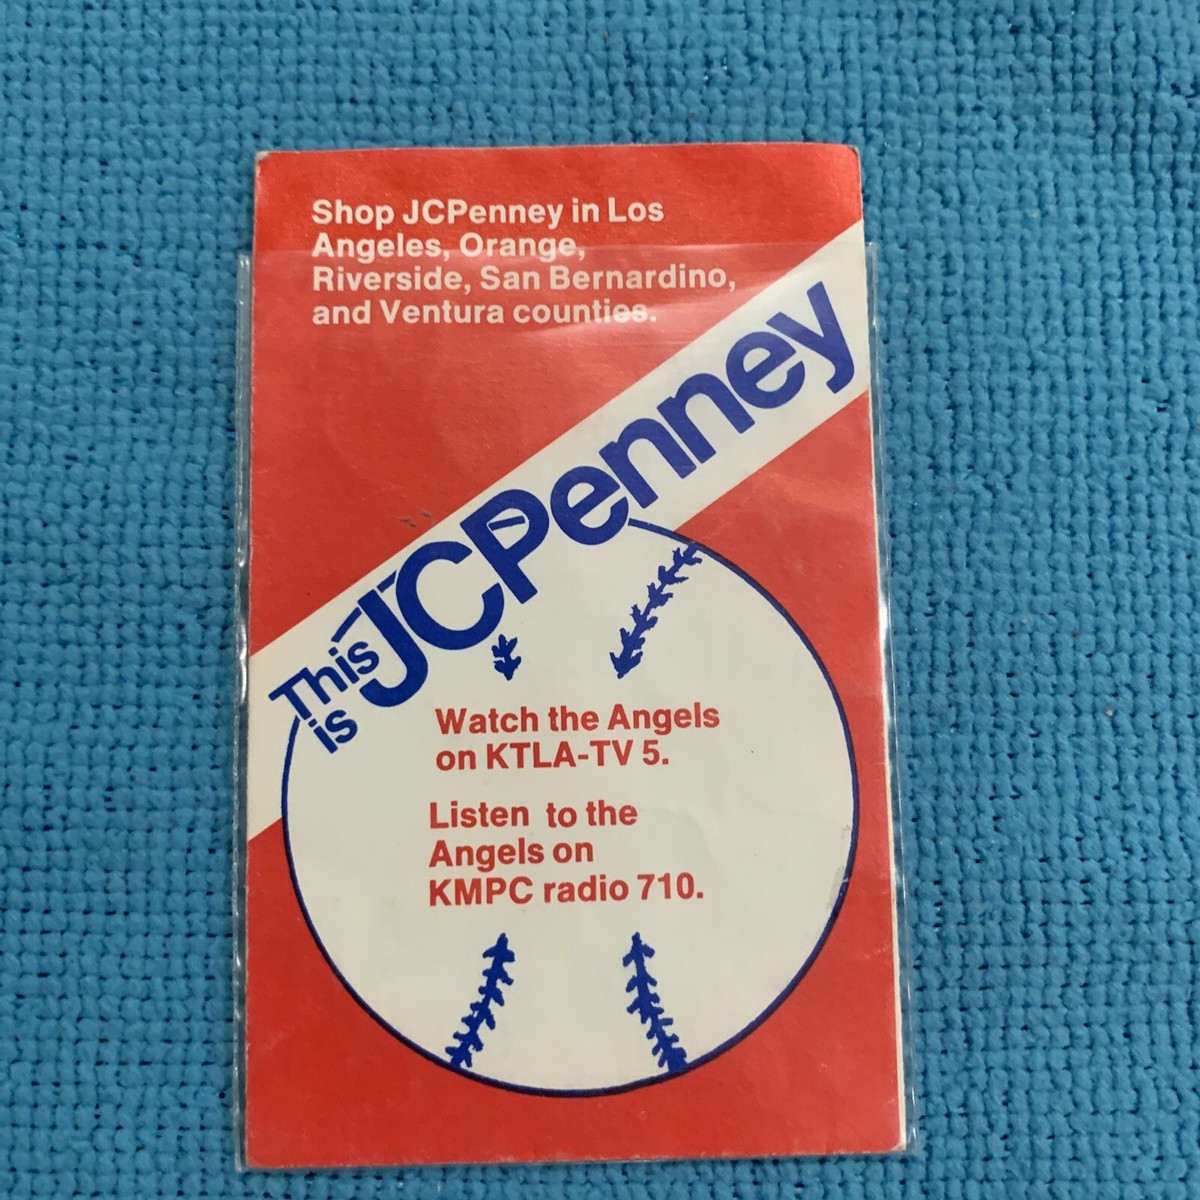 Shop JCPenney in Los
Angeles, Orange,
Riverside, San Bernardino,
and Ventura counties.
This
is
JCPenney
Watch the Angels
on KTLA-TV 5.
Listen to the
Angels on
KMPC radio 710.